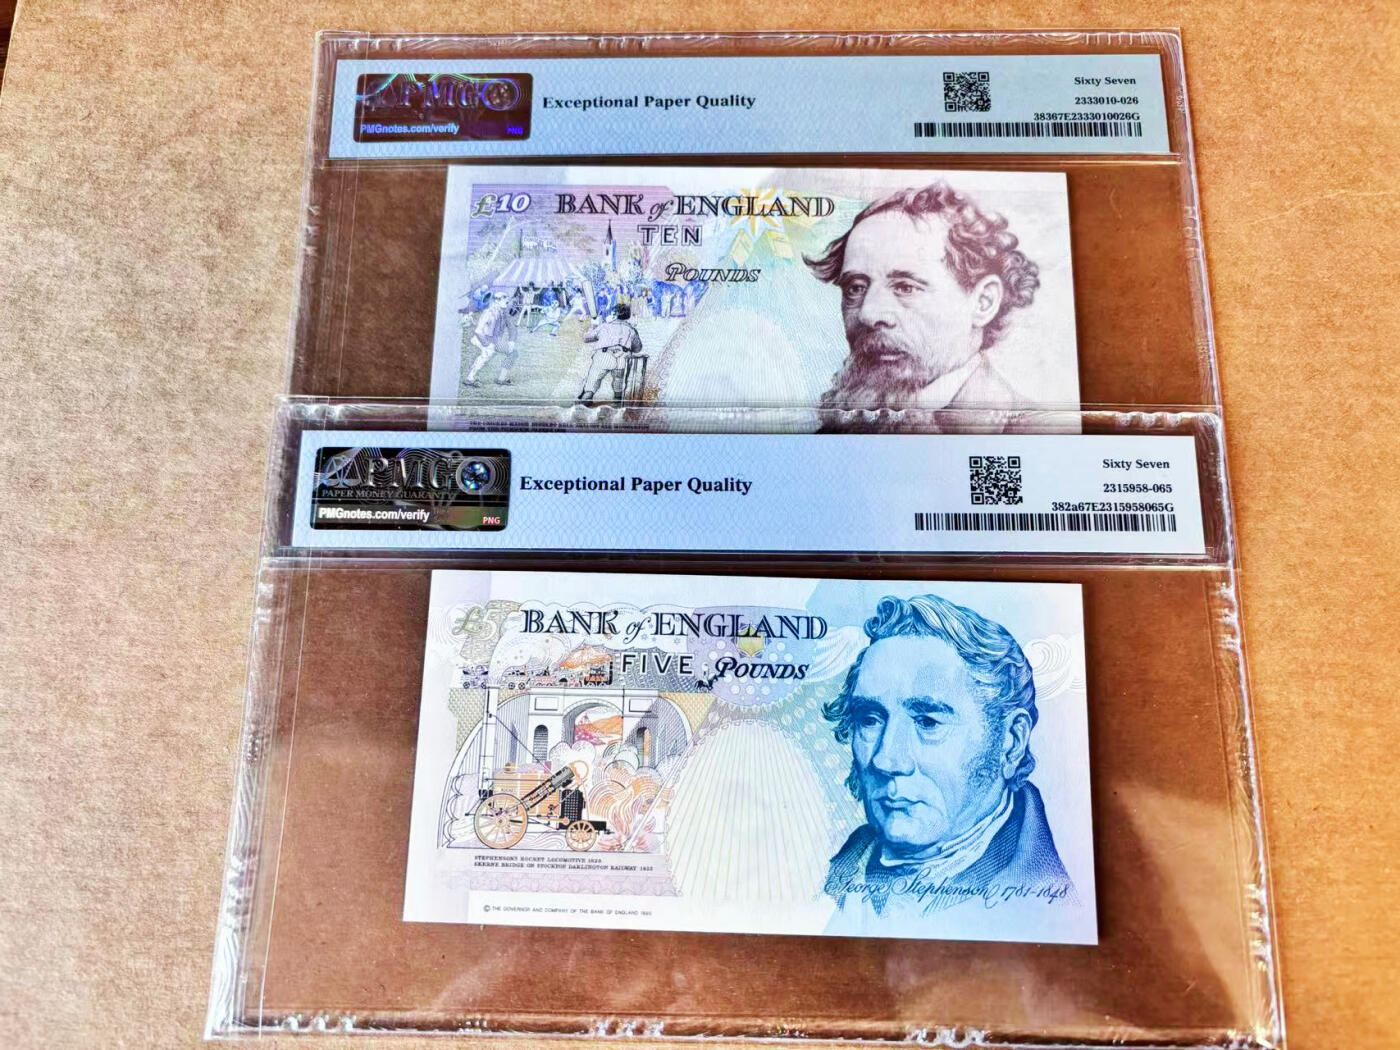 PMG
PMGnotes.com/verify
PNG
Exceptional Paper Quality
Sixty Seven
2333010-026
38367E2333010026G
£10 BANK of ENGLAND
TEN
POUNDS
PMG
PAPER MONEY GUARANTY
PMGnotes.com/verify
PNG
Exceptional Paper Quality
Sixty Seven
2315958-065
382a67E2315958065G
£5 BANK of ENGLAND
FIVE POUNDS
STEPHENSON'S ROCKET LOCOMOTIVE 1829
SKERNE BRIDGE ON STOCKTON DARLINGTON RAILWAY 1825
George Stephenson 1781-1848
© THE GOVERNOR AND COMPANY OF THE BANK OF ENGLAND 1990